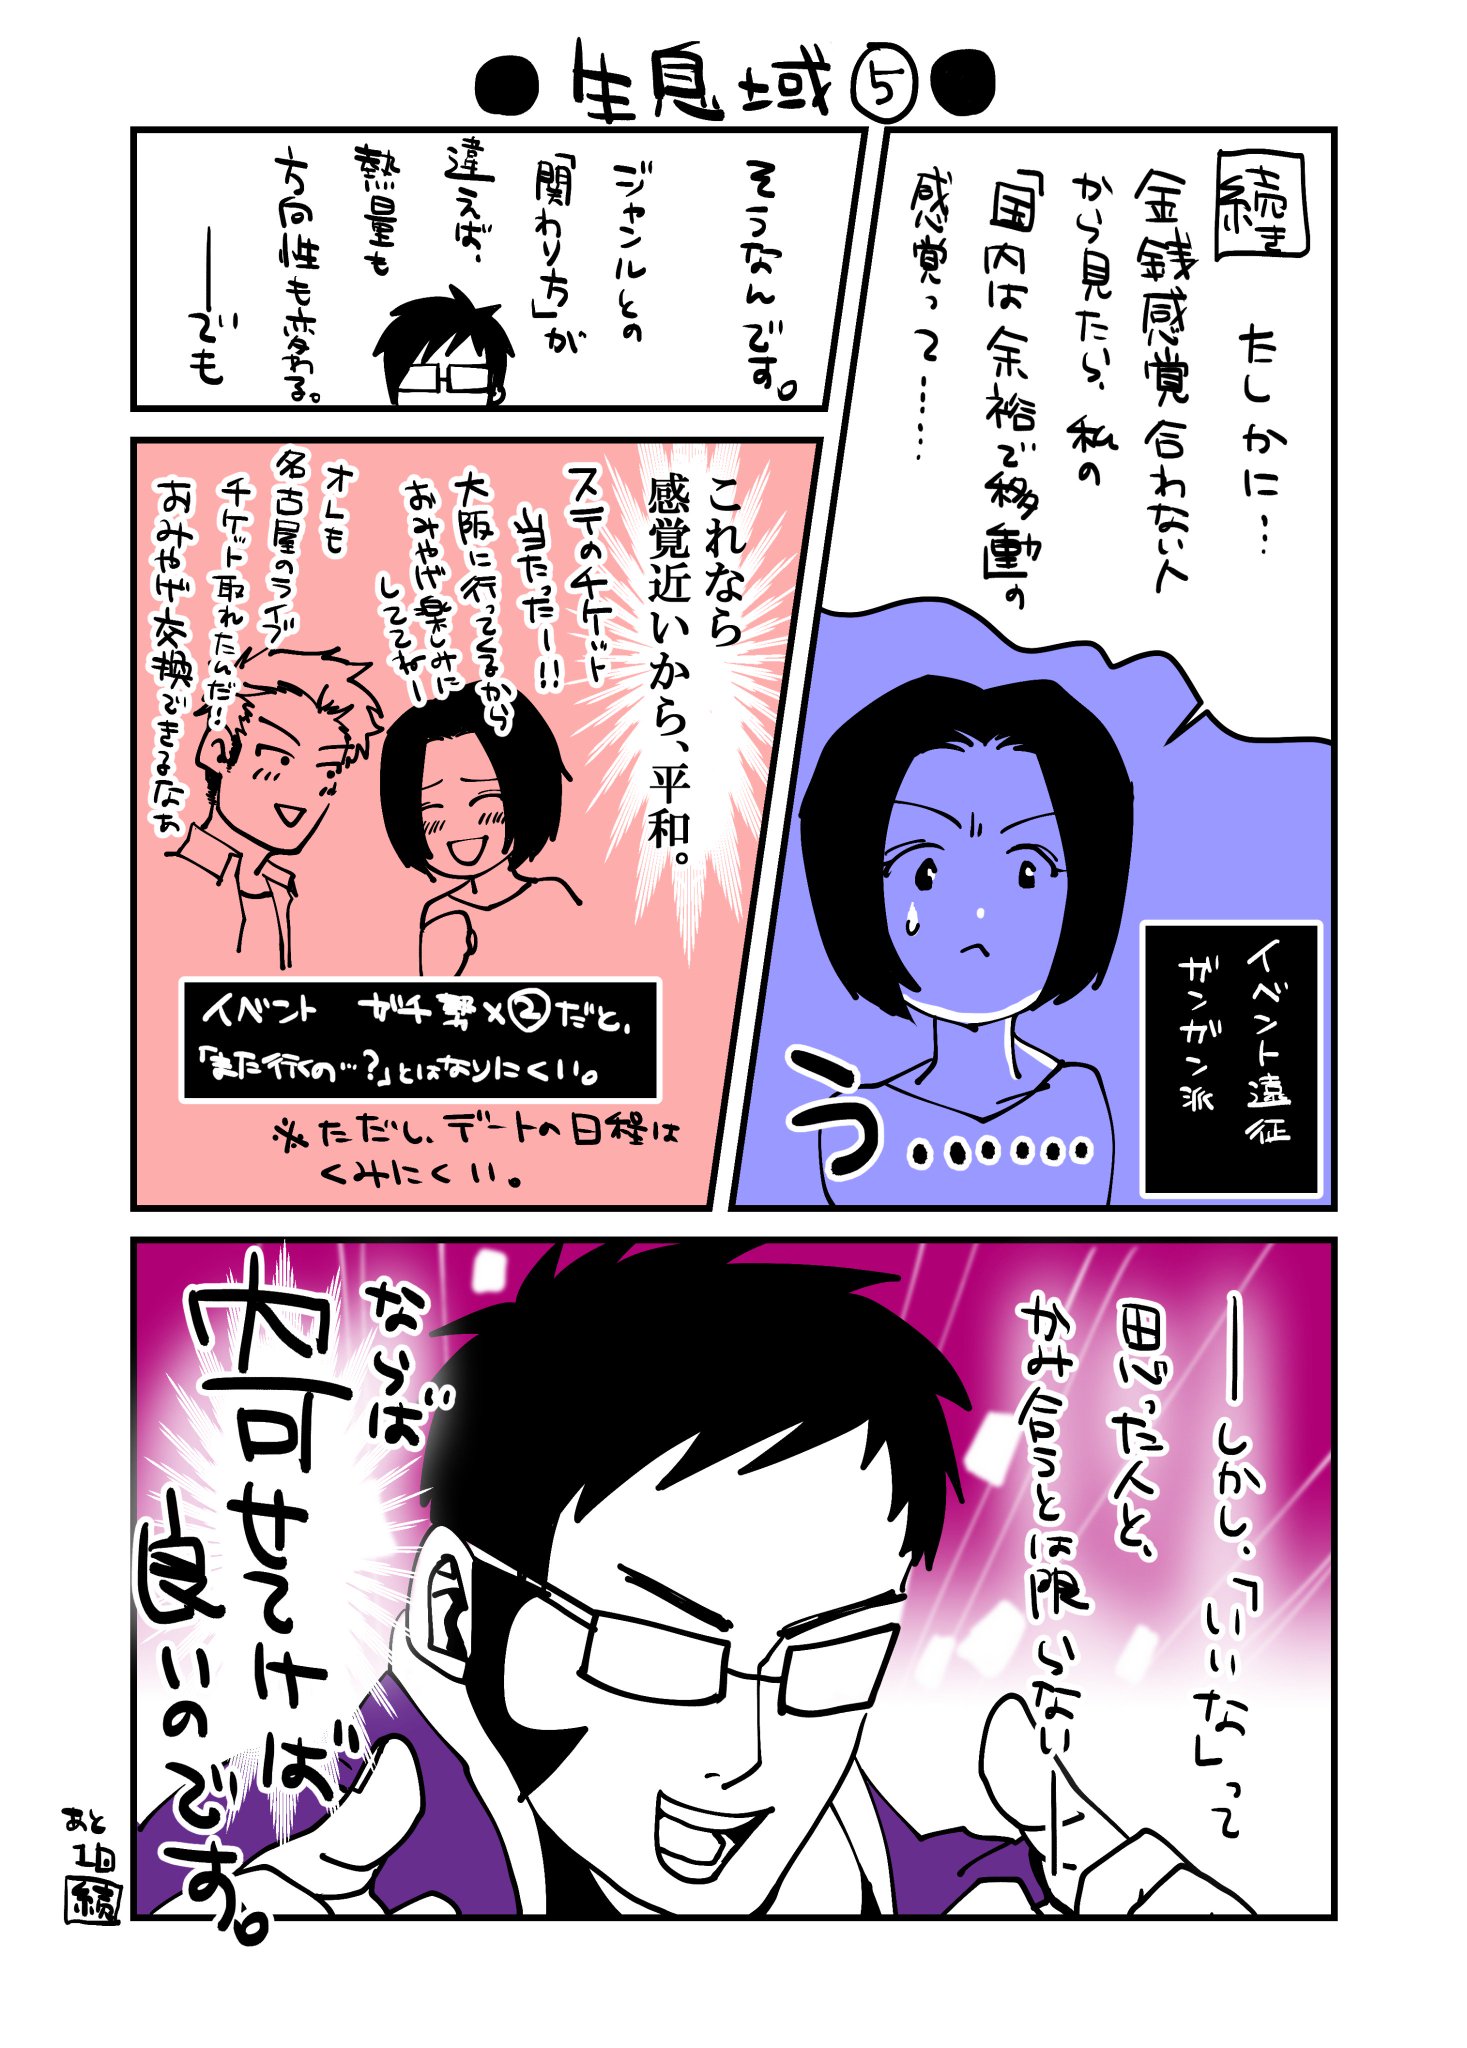 ●生息域⑤●
続き
たしかに…
金銭感覚合わない人
から見たら、私の
「国内は余裕で移動」の
感覚って……
イベント遠征
ガンガン派
う……
そうなんです。
ジャンルとの
「関わり方」が
違えば、
熱量も
方向性も変わる。
――でも
これなら
感覚近いから、平和。
ステのチケット
当たったー!!
大阪に行ってくるから
おみやげ楽しみに
しててねー
オレも
名古屋のライブ
チケット取れたんだ…
おみやげ交換できるなぁ
イベント ガチ勢×②だと、
「また行くの…?」とはなりにくい。
※ただし、デートの日程は
くみにくい。
――しかし、「いいな」って
思った人と、
かみ合うとは限らない――
ならば
内可せてけば
良いのです。
あと
1回
続